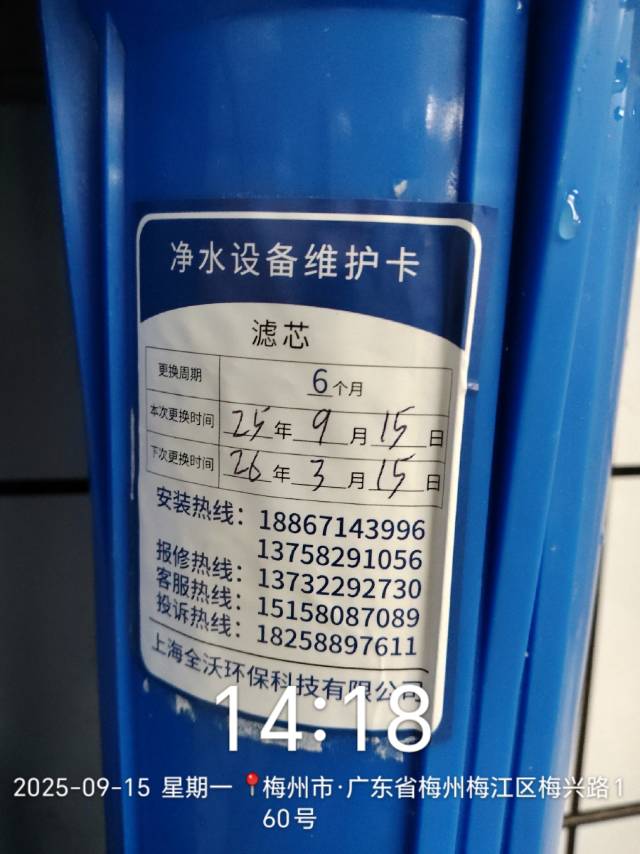 净水设备维护卡
滤芯
更换周期 6个月
本次更换时间 25年9月15日
下次更换时间 26年3月15日
安装热线：18867143996
13758291056
报修热线：13732292730
客服热线：15158087089
投诉热线：18258897611
上海全沃环保科技有限公司
14:18
2025-09-15 星期一 📍梅州市·广东省梅州梅江区梅兴路1
60号